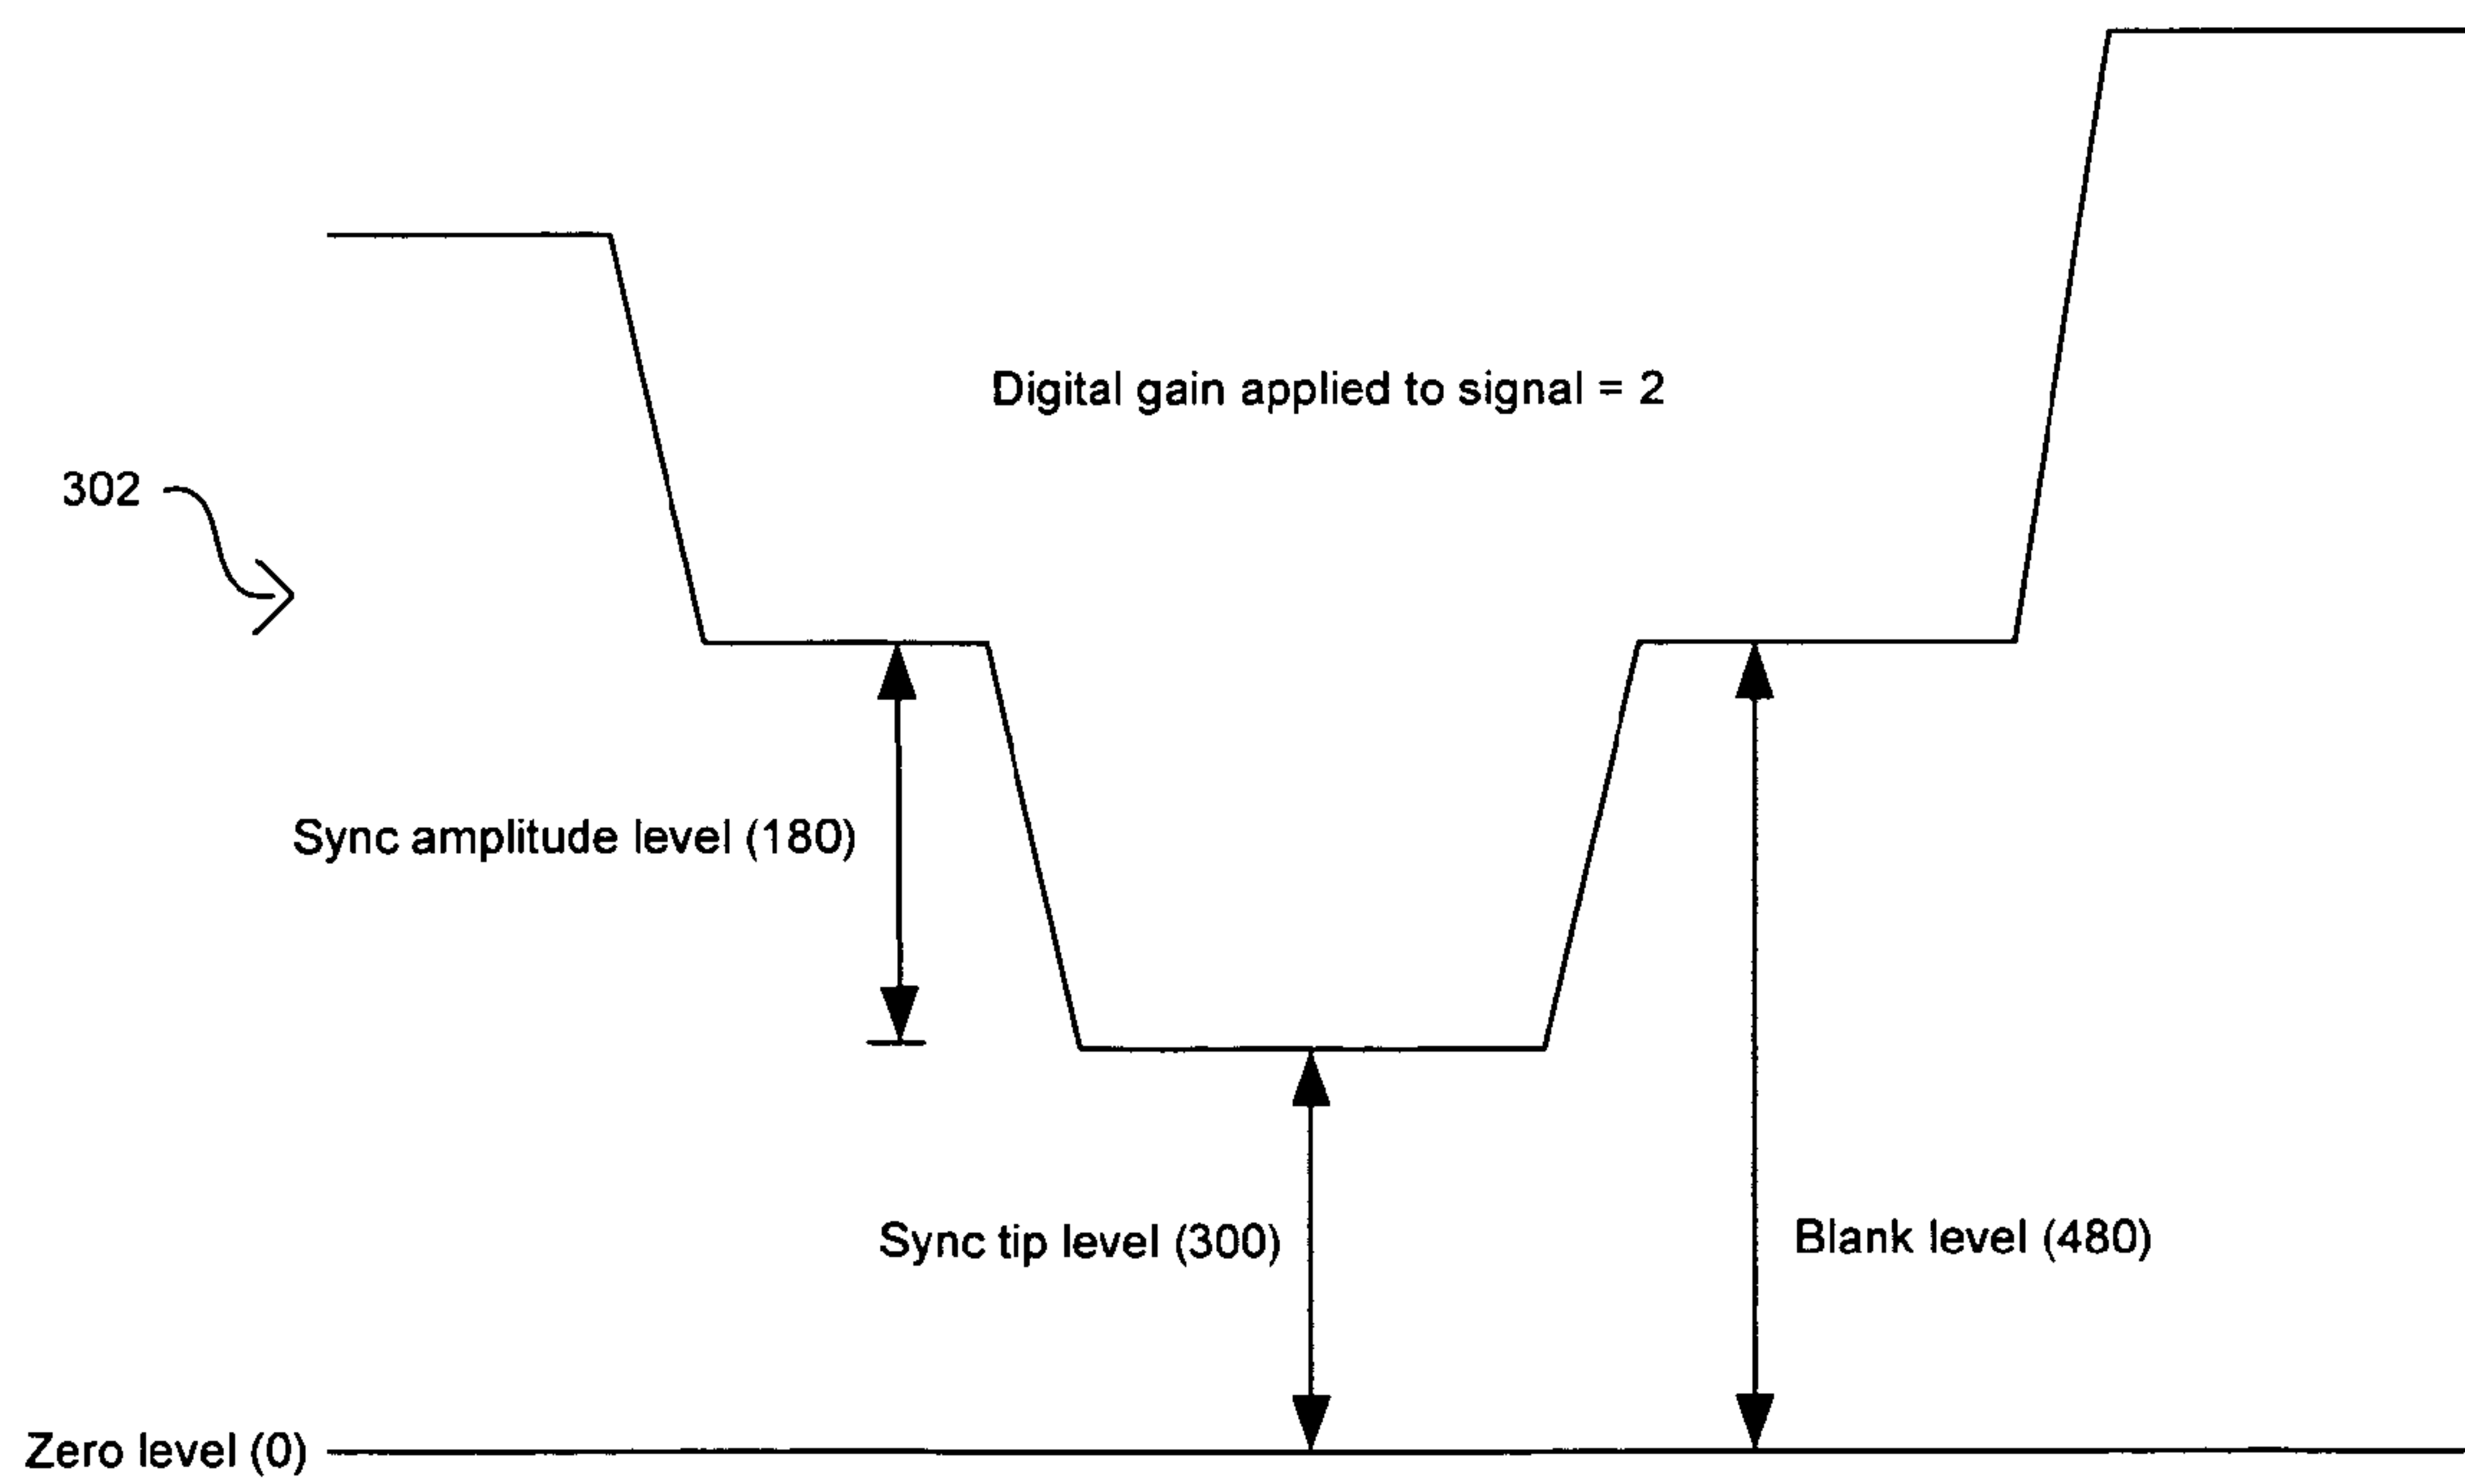 Digital gain applied to signal = 2
302
Sync amplitude level (180)
Sync tip level (300)
Blank level (480)
Zero level (0)